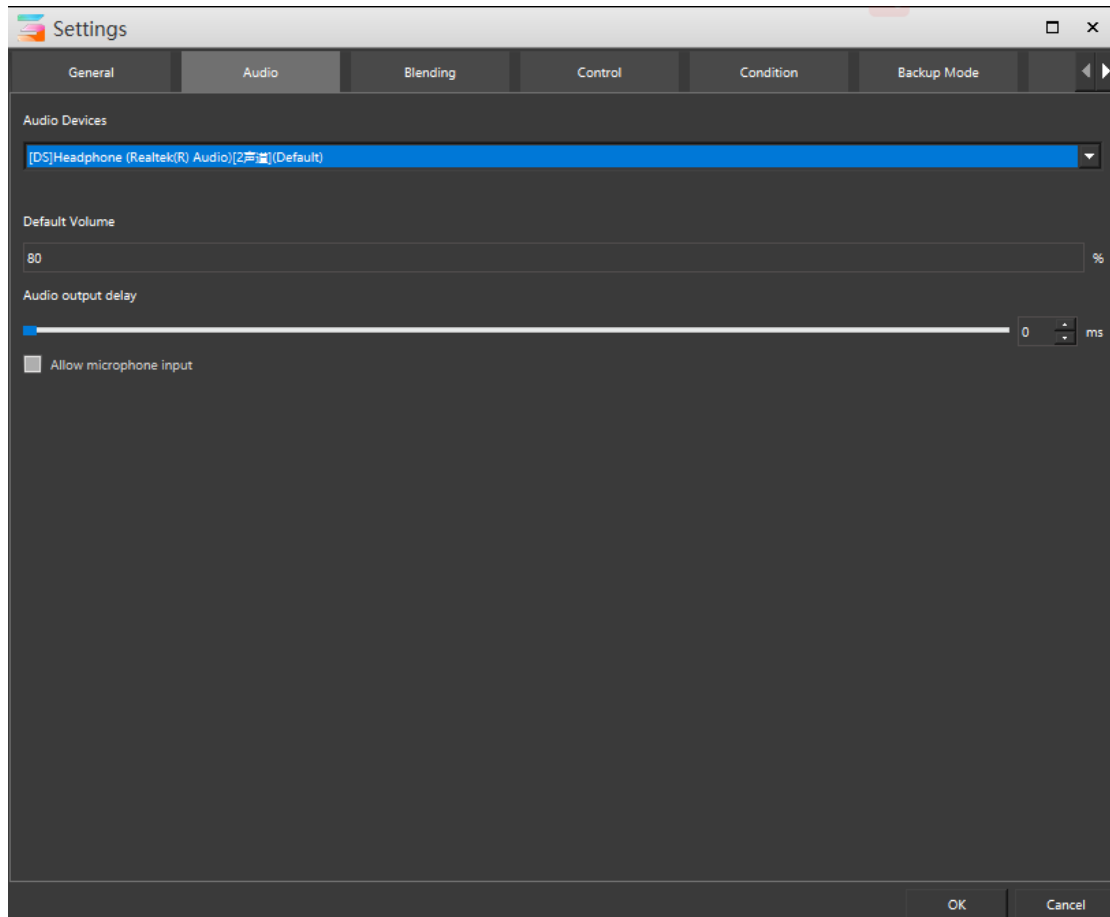 Settings
General Audio Blending Control Condition Backup Mode
Audio Devices
[DS]Headphone (Realtek(R) Audio)[2声道](Default)
Default Volume
80 %
Audio output delay
0 ms
Allow microphone input
OK Cancel